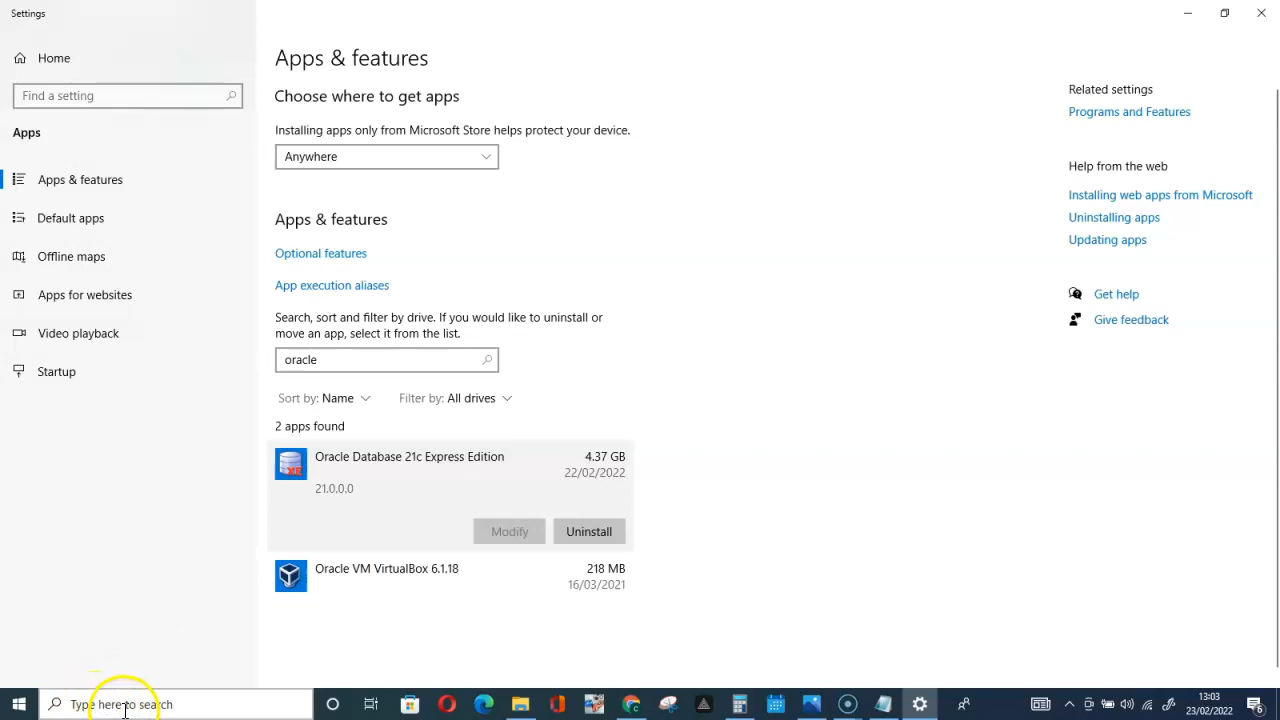 Settings
Home
Find a setting
Apps
Apps & features
Default apps
Offline maps
Apps for websites
Video playback
Startup
Apps & features
Choose where to get apps
Installing apps only from Microsoft Store helps protect your device.
Anywhere
Apps & features
Optional features
App execution aliases
Search, sort and filter by drive. If you would like to uninstall or
move an app, select it from the list.
oracle
Sort by: Name
Filter by: All drives
2 apps found
Oracle Database 21c Express Edition
4.37 GB
22/02/2022
21.0.0.0
Modify
Uninstall
Oracle VM VirtualBox 6.1.18
218 MB
16/03/2021
Related settings
Programs and Features
Help from the web
Installing web apps from Microsoft
Uninstalling apps
Updating apps
Get help
Give feedback
Type here to search
13:03
23/02/2022
6